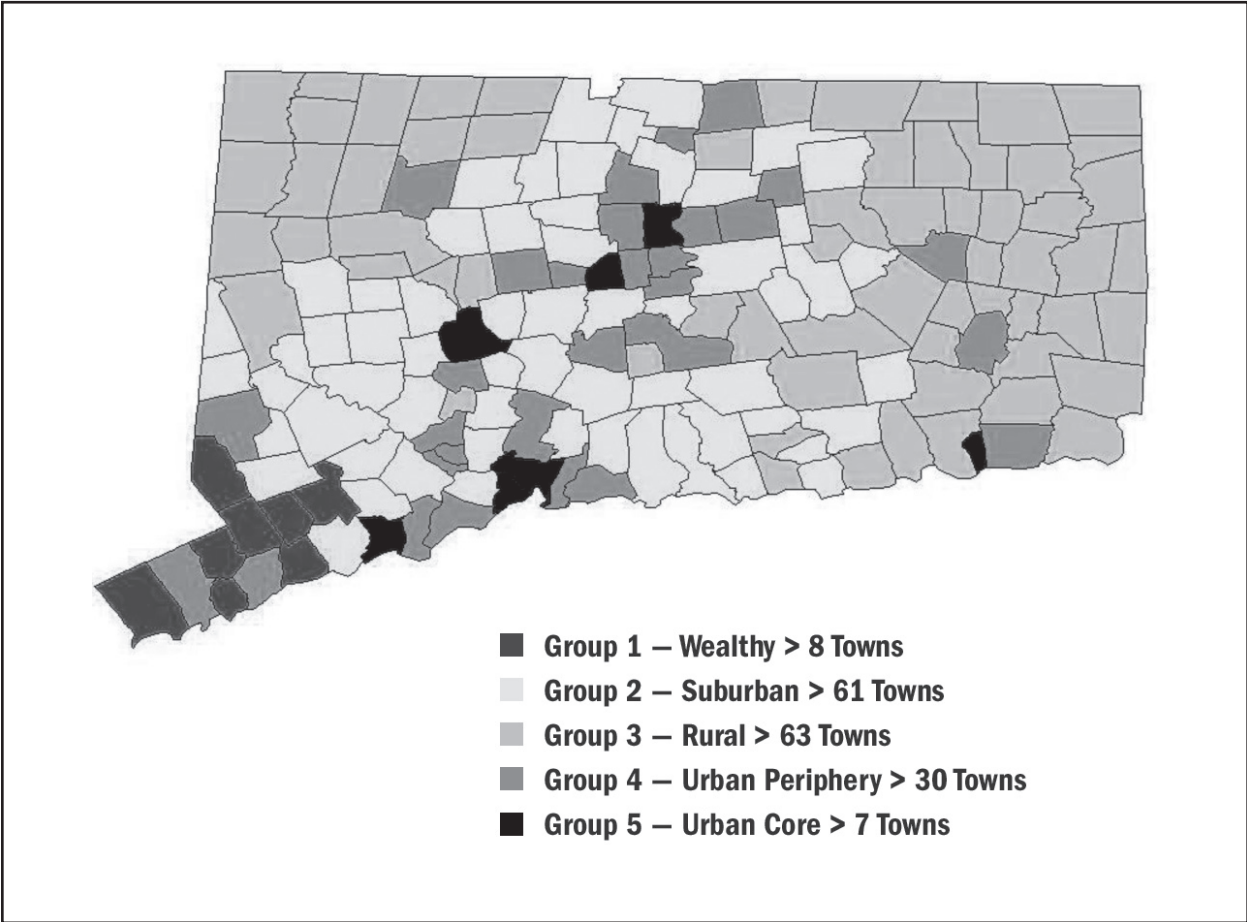 Group 1 — Wealthy > 8 Towns
Group 2 — Suburban > 61 Towns
Group 3 — Rural > 63 Towns
Group 4 — Urban Periphery > 30 Towns
Group 5 — Urban Core > 7 Towns